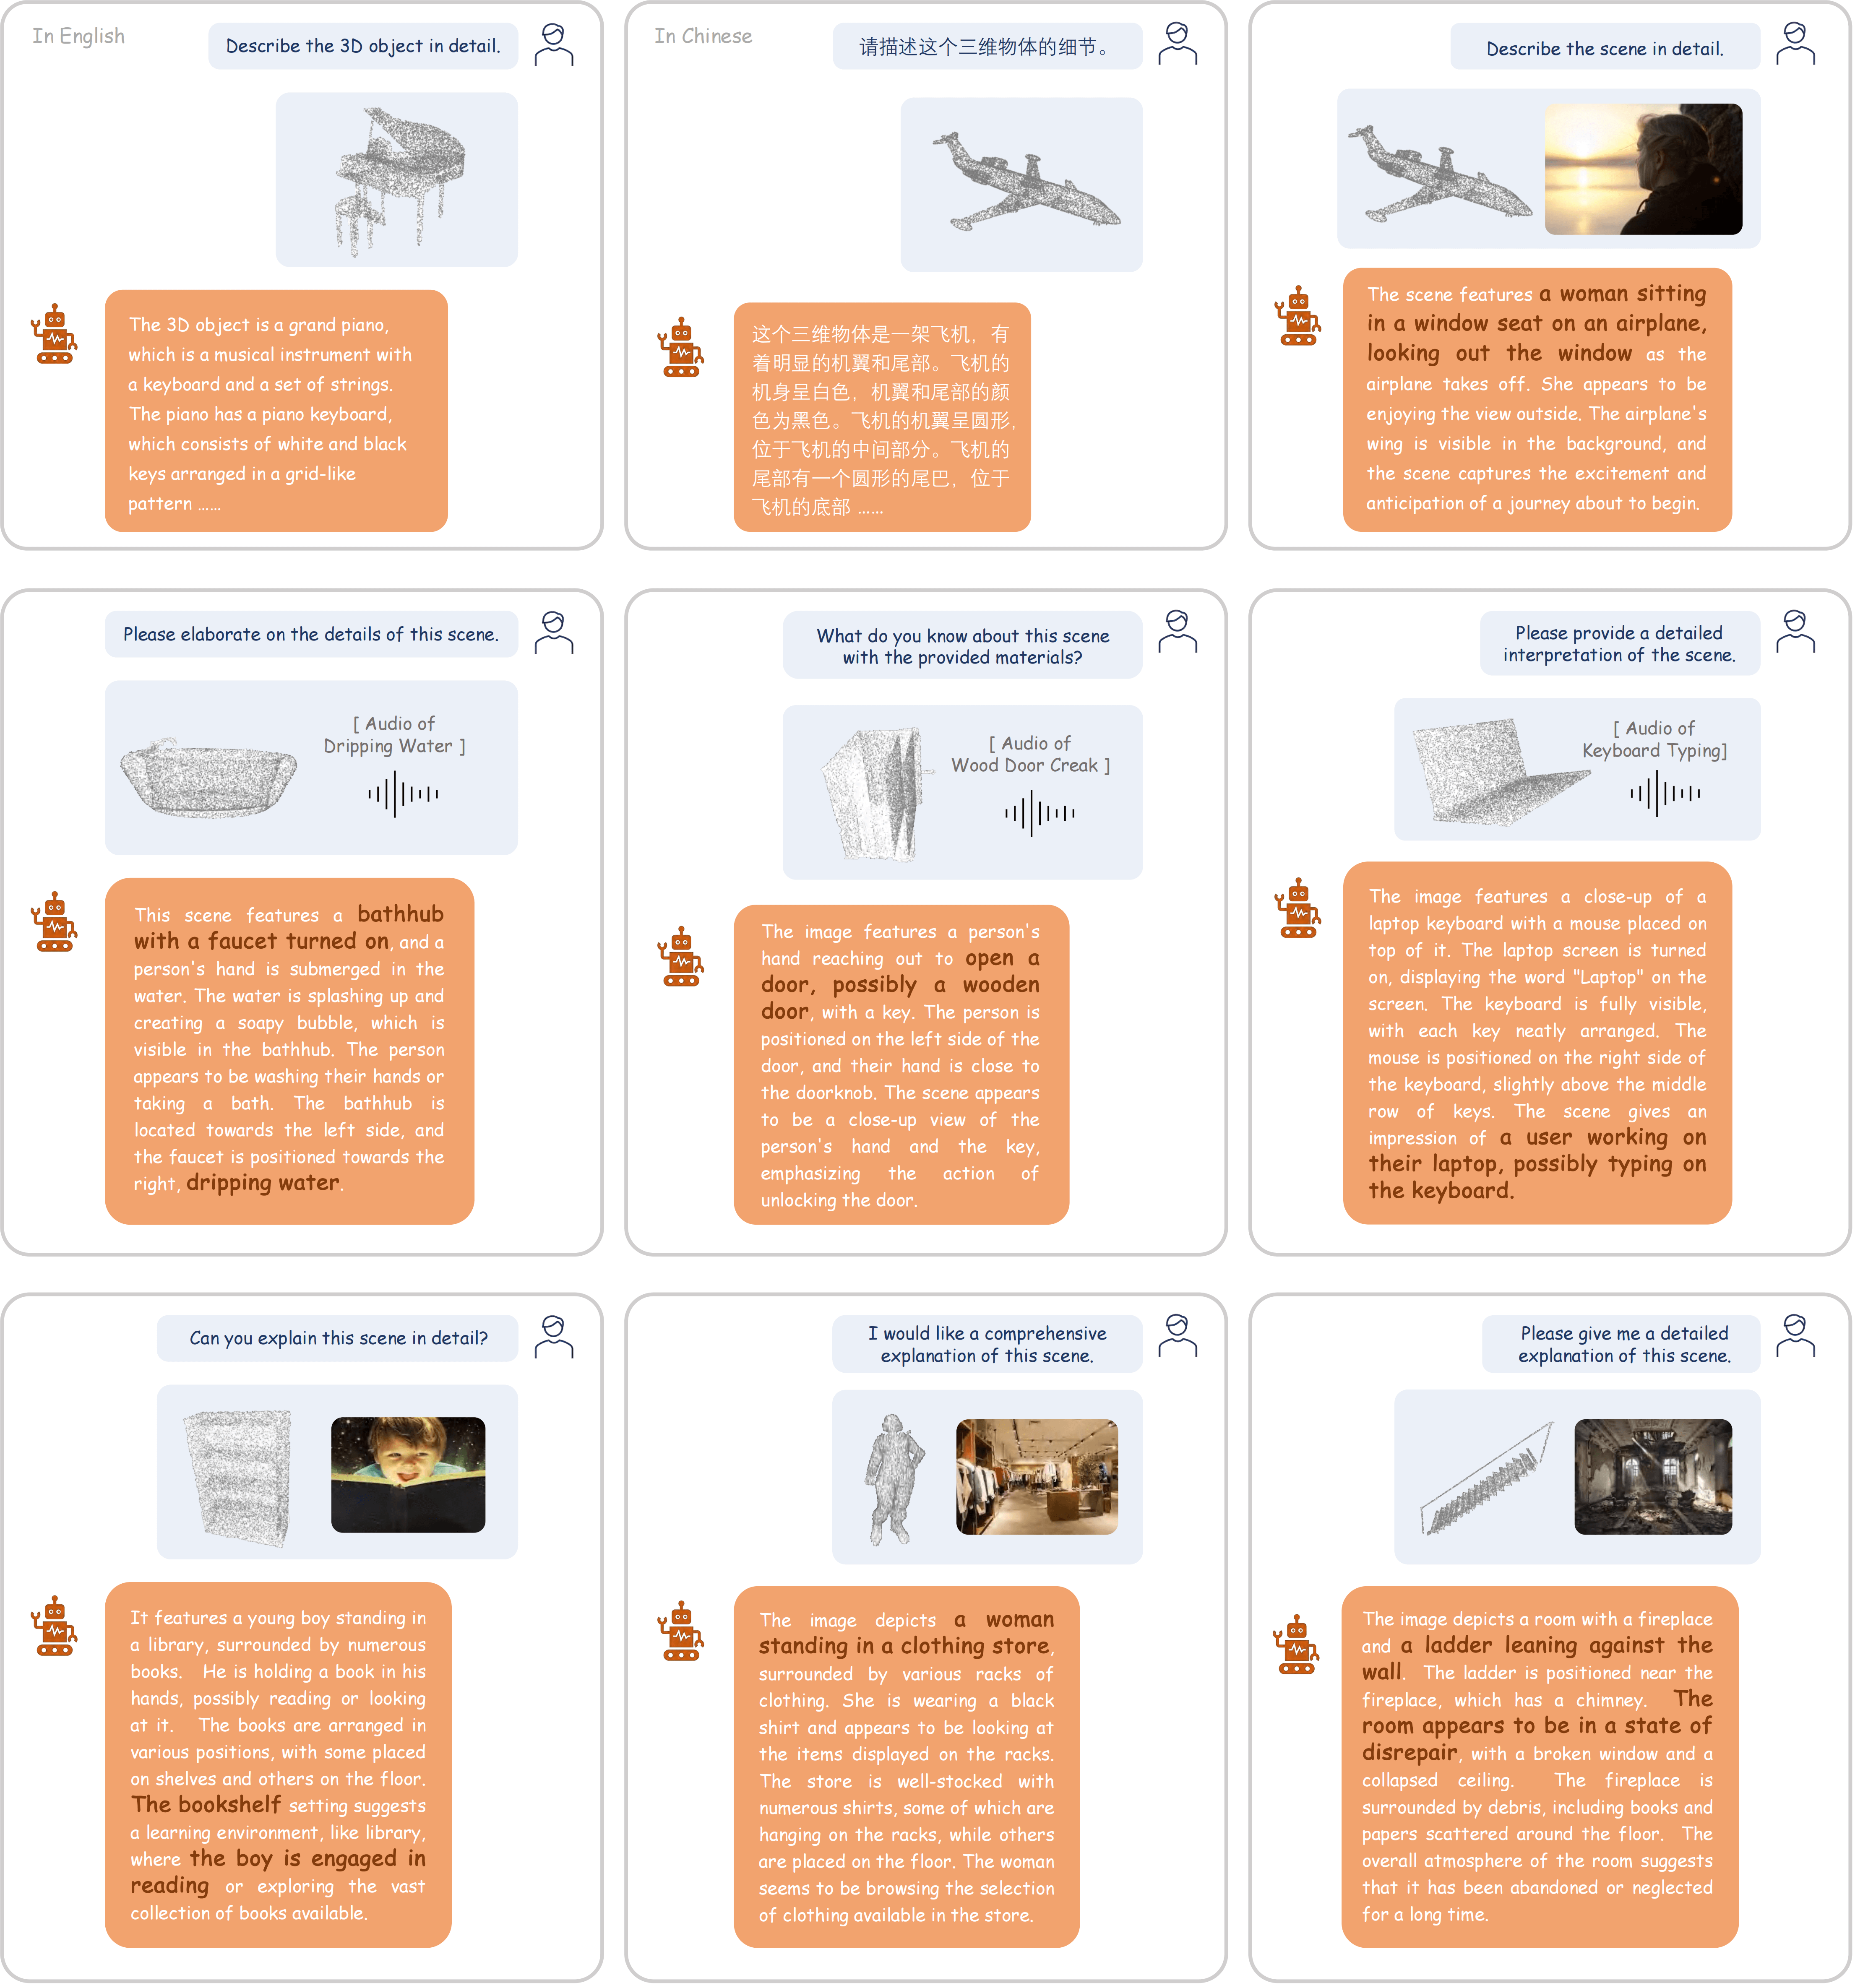 In English
Describe the 3D object in detail.
The 3D object is a grand piano,
which is a musical instrument with
a keyboard and a set of strings.
The piano has a piano keyboard,
which consists of white and black
keys arranged in a grid-like
pattern ......
In Chinese
请描述这个三维物体的细节。
这个三维物体是一架飞机，有
着明显的机翼和尾部。飞机的
机身呈白色，机翼和尾部的颜
色为黑色。飞机的机翼呈圆形，
位于飞机的中间部分。飞机的
尾部有一个圆形的尾巴，位于
飞机的底部 ......
Describe the scene in detail.
The scene features a woman sitting
in a window seat on an airplane,
looking out the window as the
airplane takes off. She appears to be
enjoying the view outside. The airplane's
wing is visible in the background, and
the scene captures the excitement and
anticipation of a journey about to begin.
Please elaborate on the details of this scene.
[ Audio of
Dripping Water ]
This scene features a bathhub
with a faucet turned on, and a
person's hand is submerged in the
water. The water is splashing up and
creating a soapy bubble, which is
visible in the bathhub. The person
appears to be washing their hands or
taking a bath. The bathhub is
located towards the left side, and
the faucet is positioned towards the
right, dripping water.
What do you know about this scene
with the provided materials?
[ Audio of
Wood Door Creak ]
The image features a person's
hand reaching out to open a
door, possibly a wooden
door, with a key. The person is
positioned on the left side of the
door, and their hand is close to
the doorknob. The scene appears
to be a close-up view of the
person's hand and the key,
emphasizing the action of
unlocking the door.
Please provide a detailed
interpretation of the scene.
[ Audio of
Keyboard Typing]
The image features a close-up of a
laptop keyboard with a mouse placed on
top of it. The laptop screen is turned
on, displaying the word "Laptop" on the
screen. The keyboard is fully visible,
with each key neatly arranged. The
mouse is positioned on the right side of
the keyboard, slightly above the middle
row of keys. The scene gives an
impression of a user working on
their laptop, possibly typing on
the keyboard.
Can you explain this scene in detail?
It features a young boy standing in
a library, surrounded by numerous
books. He is holding a book in his
hands, possibly reading or looking
at it. The books are arranged in
various positions, with some placed
on shelves and others on the floor.
The bookshelf setting suggests
a learning environment, like library,
where the boy is engaged in
reading or exploring the vast
collection of books available.
I would like a comprehensive
explanation of this scene.
The image depicts a woman
standing in a clothing store,
surrounded by various racks of
clothing. She is wearing a black
shirt and appears to be looking at
the items displayed on the racks.
The store is well-stocked with
numerous shirts, some of which are
hanging on the racks, while others
are placed on the floor. The woman
seems to be browsing the selection
of clothing available in the store.
Please give me a detailed
explanation of this scene.
The image depicts a room with a fireplace
and a ladder leaning against the
wall. The ladder is positioned near the
fireplace, which has a chimney. The
room appears to be in a state of
disrepair, with a broken window and a
collapsed ceiling. The fireplace is
surrounded by debris, including books and
papers scattered around the floor. The
overall atmosphere of the room suggests
that it has been abandoned or neglected
for a long time.